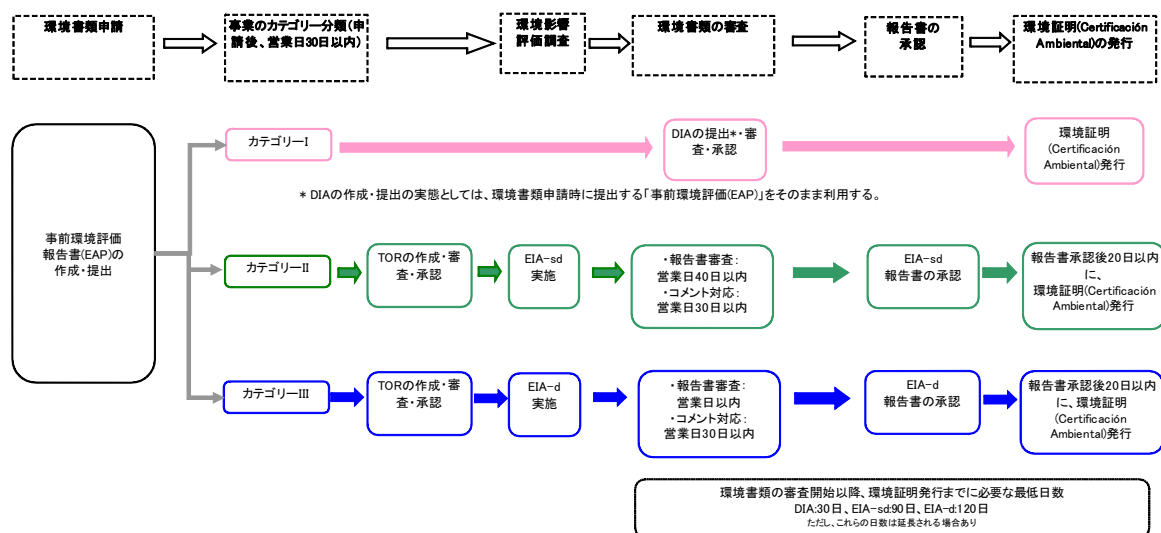 環境書類申請
事業のカテゴリー分類(申
請後、営業日30日以内)
環境影響
評価調査
環境書類の審査
報告書の
承認
環境証明(Certificación
Ambiental)の発行
事前環境評価
報告書(EAP)の
作成・提出
カテゴリーI
DIAの提出*・審
査・承認
環境証明
(Certificación
Ambiental)発行
* DIAの作成・提出の実態としては、環境書類申請時に提出する「事前環境評価(EAP)」をそのまま利用する。
カテゴリーII
TORの作成・審
査・承認
EIA-sd
実施
・報告書審査:
営業日40日以内
・コメント対応:
営業日30日以内
EIA-sd
報告書の承認
報告書承認後20日以内
に、
環境証明(Certificación
Ambiental)発行
カテゴリーIII
TORの作成・審
査・承認
EIA-d
実施
・報告書審査:
営業日以内
・コメント対応:
営業日30日以内
EIA-d
報告書の承認
報告書承認後20日以内
に、環境証明
(Certificación
Ambiental)発行
環境書類の審査開始以降、環境証明発行までに必要な最低日数
DIA:30日、EIA-sd:90日、EIA-d:120日
ただし、これらの日数は延長される場合あり